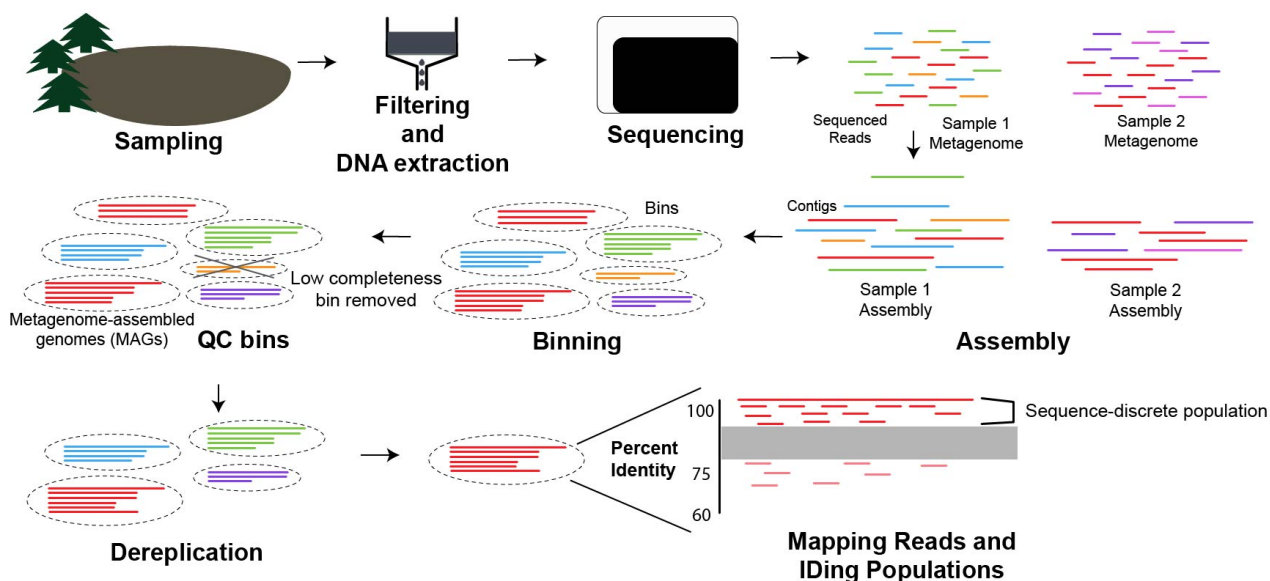 Sampling
Filtering
and
DNA extraction
Sequencing
Sequenced
Reads
Sample 1
Metagenome
Sample 2
Metagenome
Contigs
Sample 1
Assembly
Sample 2
Assembly
Assembly
Bins
Binning
Low completeness
bin removed
Metagenome-assembled
genomes (MAGs)
QC bins
Dereplication
Percent
Identity
100
75
60
Sequence-discrete population
Mapping Reads and
IDing Populations